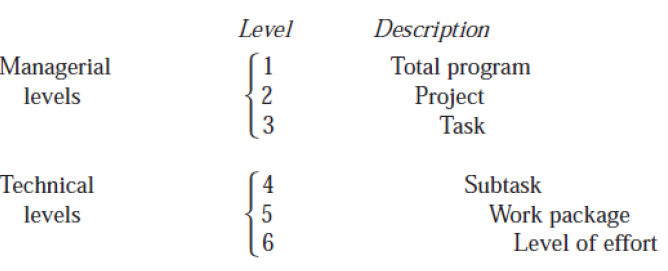 Level Description
Managerial 1 Total program
levels 2 Project
3 Task
Technical 4 Subtask
levels 5 Work package
6 Level of effort